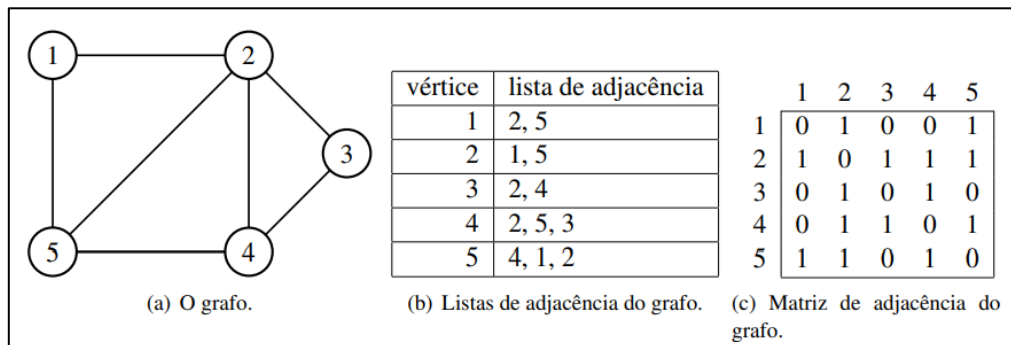 1
2
3
5
4
(a) O grafo.
vértice lista de adjacência
1 2, 5
2 1, 5
3 2, 4
4 2, 5, 3
5 4, 1, 2
(b) Listas de adjacência do grafo.
1 2 3 4 5
1 0 1 0 0 1
2 1 0 1 1 1
3 0 1 0 1 0
4 0 1 1 0 1
5 1 1 0 1 0
(c) Matriz de adjacência do
grafo.